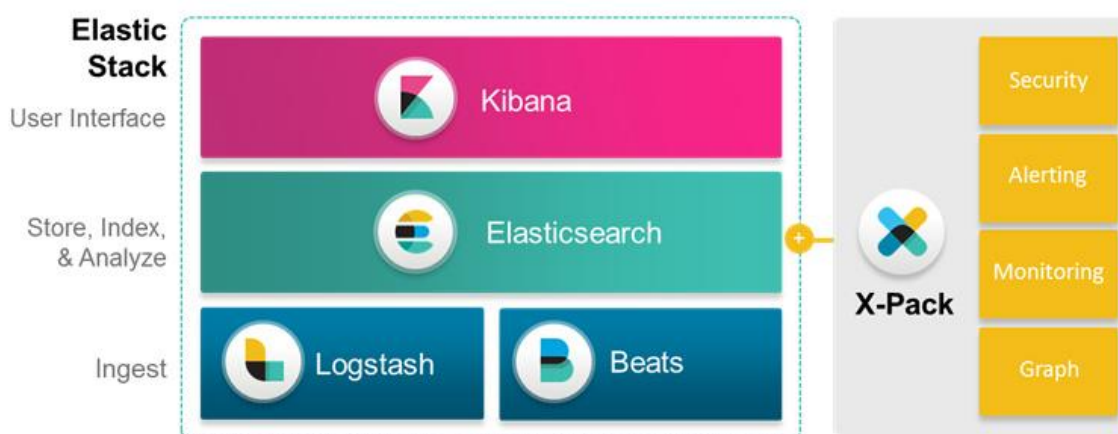 Elastic
Stack
User Interface
Kibana
Store, Index,
& Analyze
Elasticsearch
Ingest
Logstash
Beats
+
X-Pack
Security
Alerting
Monitoring
Graph